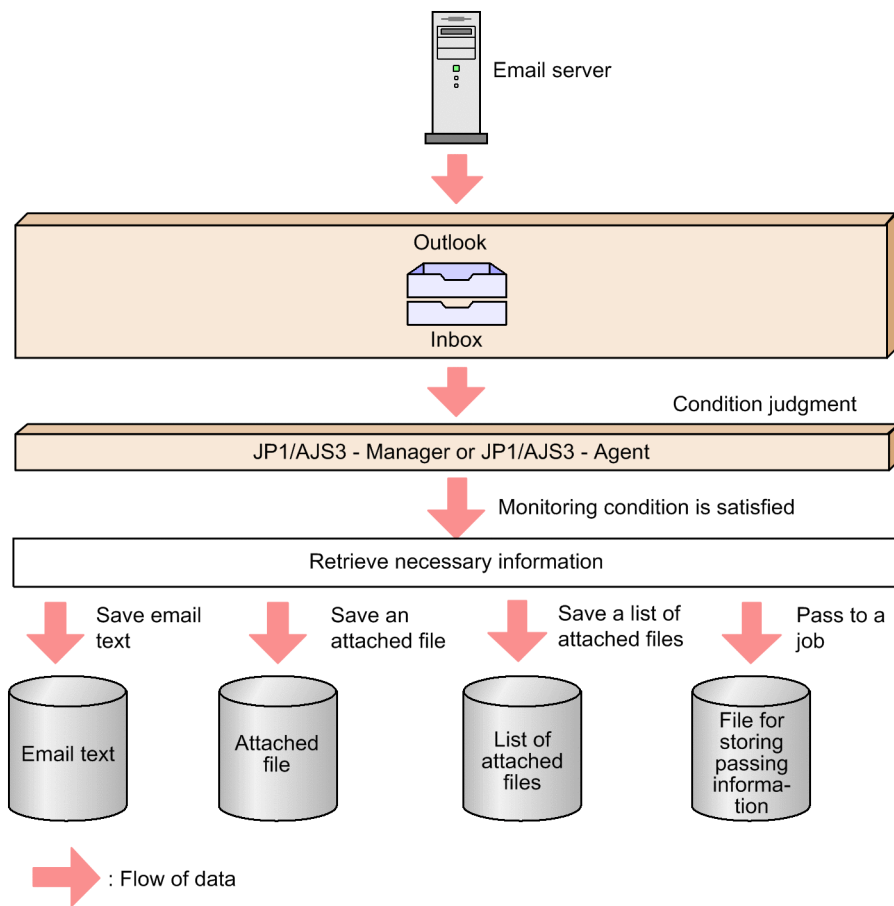 Email server
Outlook
Inbox
Condition judgment
JP1/AJS3 - Manager or JP1/AJS3 - Agent
Monitoring condition is satisfied
Retrieve necessary information
Save email
text
Save an
attached file
Save a list of
attached files
Pass to a
job
Email text
Attached
file
List of
attached
files
File for
storing
passing
informa-
tion
: Flow of data